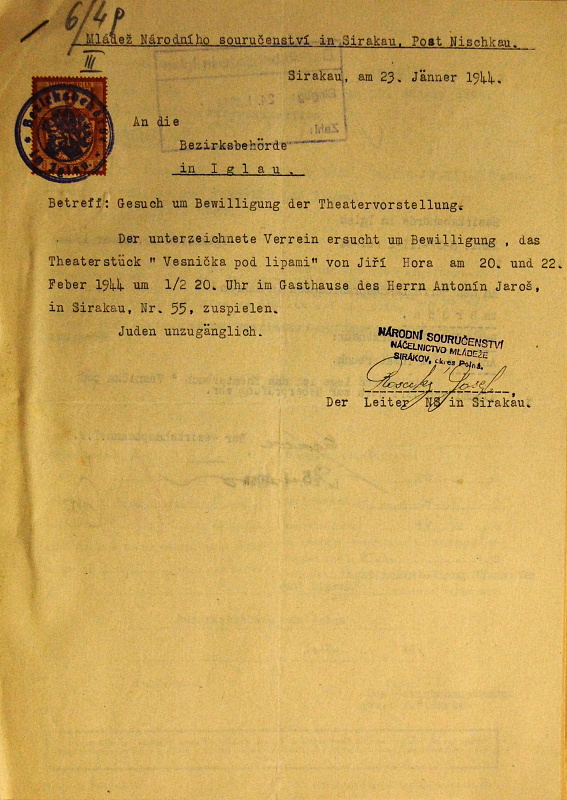 6/4P
III
Mládež Národního souručenství in Sirakau, Post Nischkau.
Sirakau, am 23. Jänner 1944.
An die
Bezirksbehörde
in Iglau.
Betreff: Gesuch um Bewilligung der Theatervorstellung.
Der unterzeichnete Verrein ersucht um Bewilligung , das
Theaterstück " Vesnička pod lipami" von Jiří Hora am 20. und 22.
Feber 1944 um 1/2 20. Uhr im Gasthause des Herrn Antonín Jaroš,
in Sirakau, Nr. 55, zuspielen.
Juden unzugänglich.
NÁRODNÍ SOURUČENSTVÍ
NÁČELNICTVO MLÁDEŽE
SIRÁKOV, okres Polná.
Josef
Der Leiter NS in Sirakau.